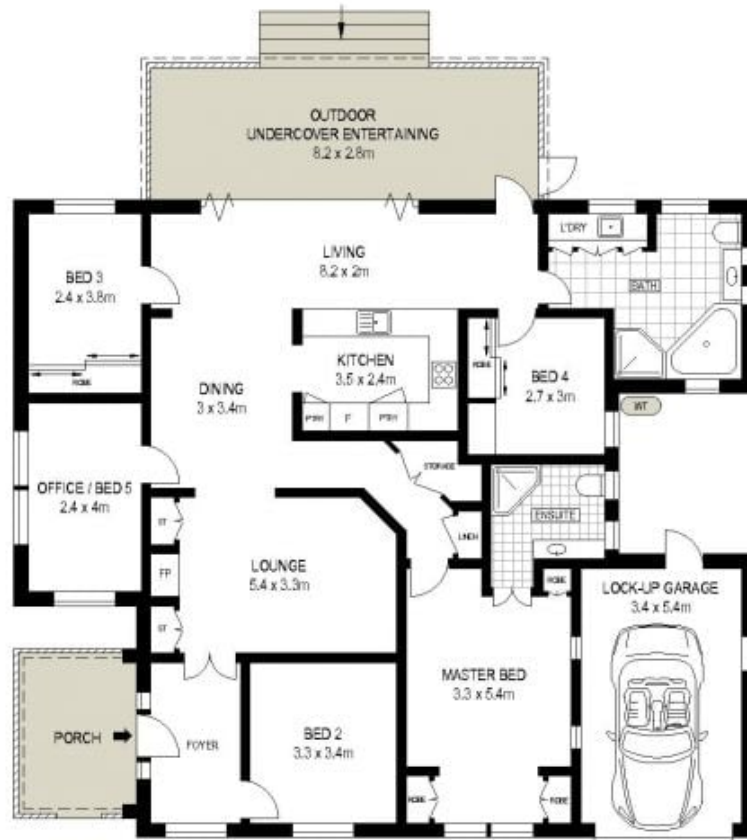 OUTDOOR
UNDERCOVER ENTERTAINING
8.2 x 2.8m
L'DRY
LIVING
8.2 x 2m
BED 3
2.4 x 3.8m
BATH
ROBE
KITCHEN
3.5 x 2.4m
ROBE
BED 4
2.7 x 3m
DINING
3 x 3.4m
WT
PTRY
F
PTRY
STORAGE
OFFICE / BED 5
2.4 x 4m
ST
ENSUITE
LINEN
LOUNGE
5.4 x 3.3m
FP
ROBE
LOCK-UP GARAGE
3.4 x 5.4m
ST
MASTER BED
3.3 x 5.4m
PORCH
FOYER
BED 2
3.3 x 3.4m
ROBE
ROBE